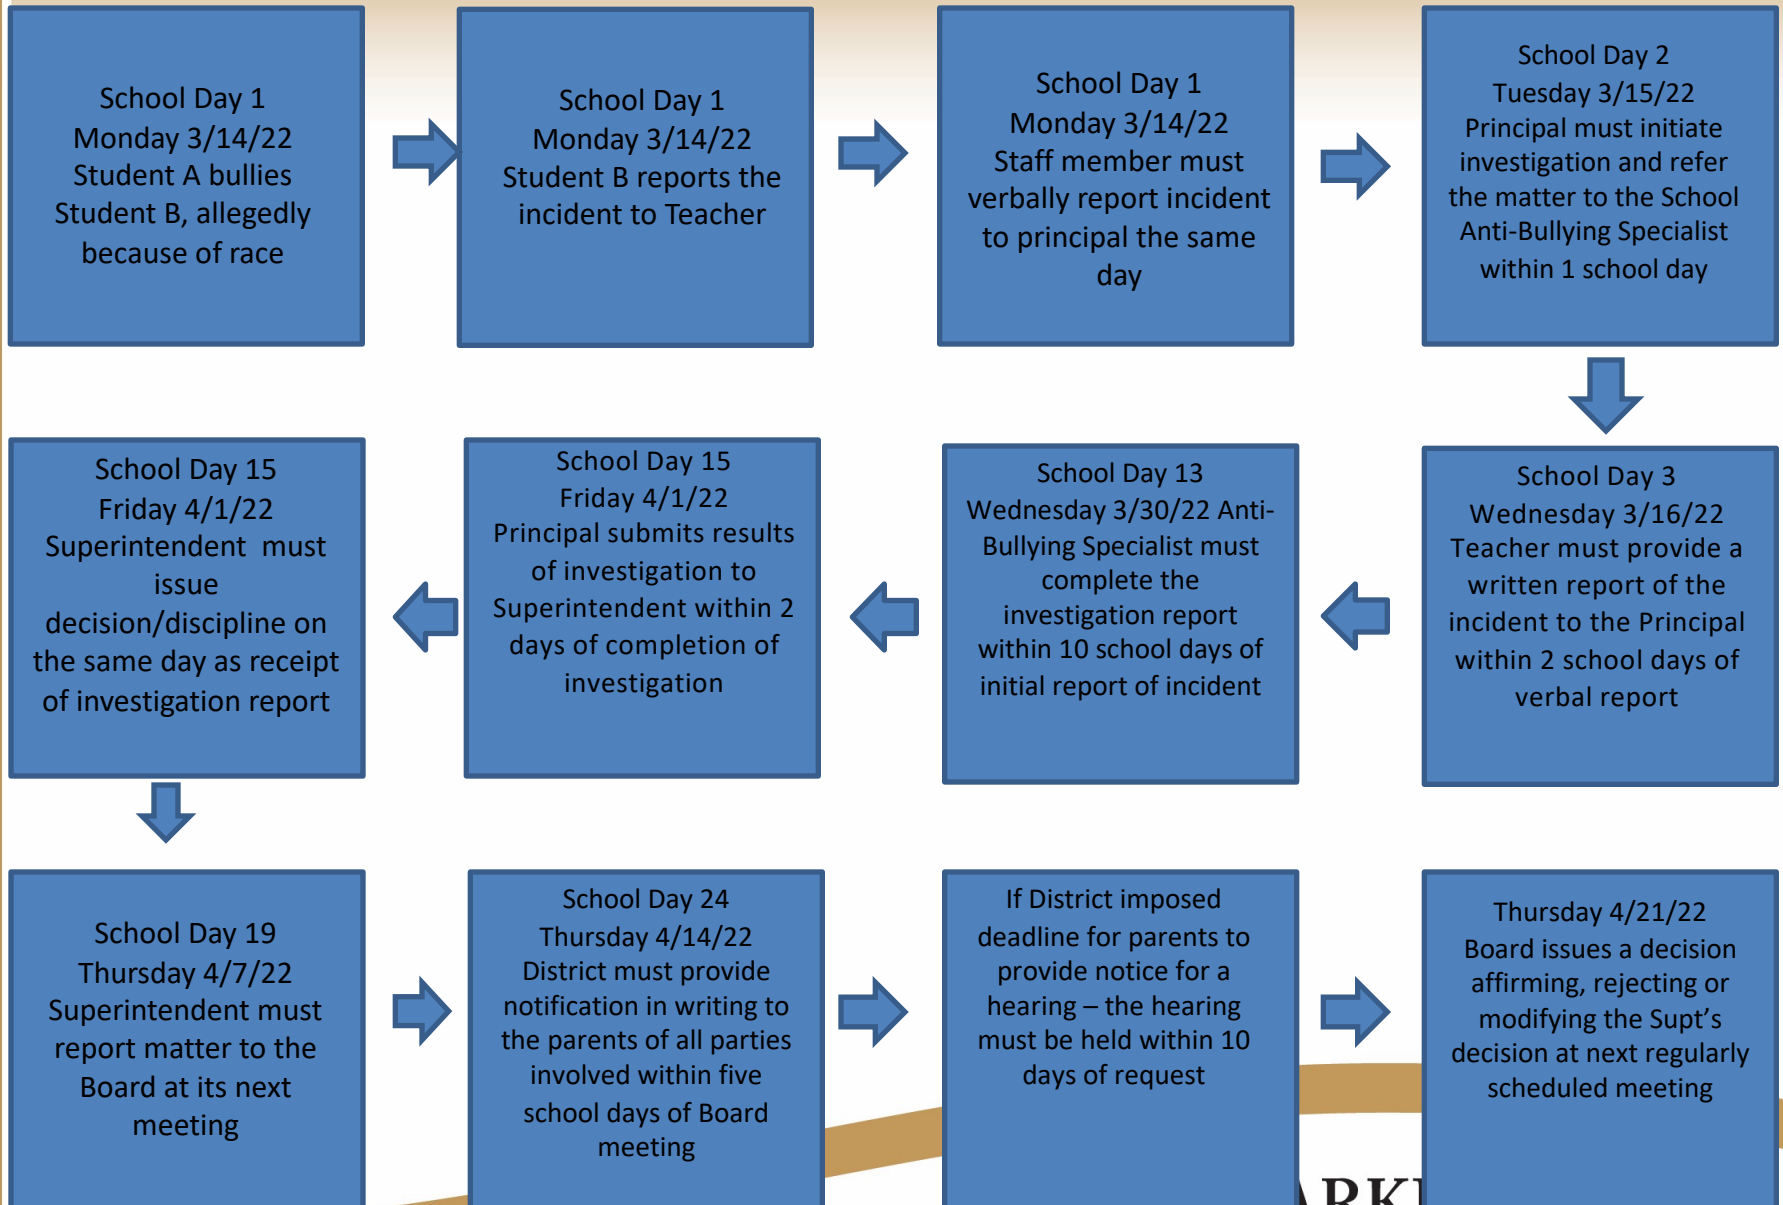 School Day 1
Monday 3/14/22
Student A bullies
Student B, allegedly
because of race
School Day 1
Monday 3/14/22
Student B reports the
incident to Teacher
School Day 1
Monday 3/14/22
Staff member must
verbally report incident
to principal the same
day
School Day 2
Tuesday 3/15/22
Principal must initiate
investigation and refer
the matter to the School
Anti-Bullying Specialist
within 1 school day
School Day 3
Wednesday 3/16/22
Teacher must provide a
written report of the
incident to the Principal
within 2 school days of
verbal report
School Day 13
Wednesday 3/30/22 Anti-
Bullying Specialist must
complete the
investigation report
within 10 school days of
initial report of incident
School Day 15
Friday 4/1/22
Principal submits results
of investigation to
Superintendent within 2
days of completion of
investigation
School Day 15
Friday 4/1/22
Superintendent must
issue
decision/discipline on
the same day as receipt
of investigation report
School Day 19
Thursday 4/7/22
Superintendent must
report matter to the
Board at its next
meeting
School Day 24
Thursday 4/14/22
District must provide
notification in writing to
the parents of all parties
involved within five
school days of Board
meeting
If District imposed
deadline for parents to
provide notice for a
hearing – the hearing
must be held within 10
days of request
Thursday 4/21/22
Board issues a decision
affirming, rejecting or
modifying the Supt’s
decision at next regularly
scheduled meeting